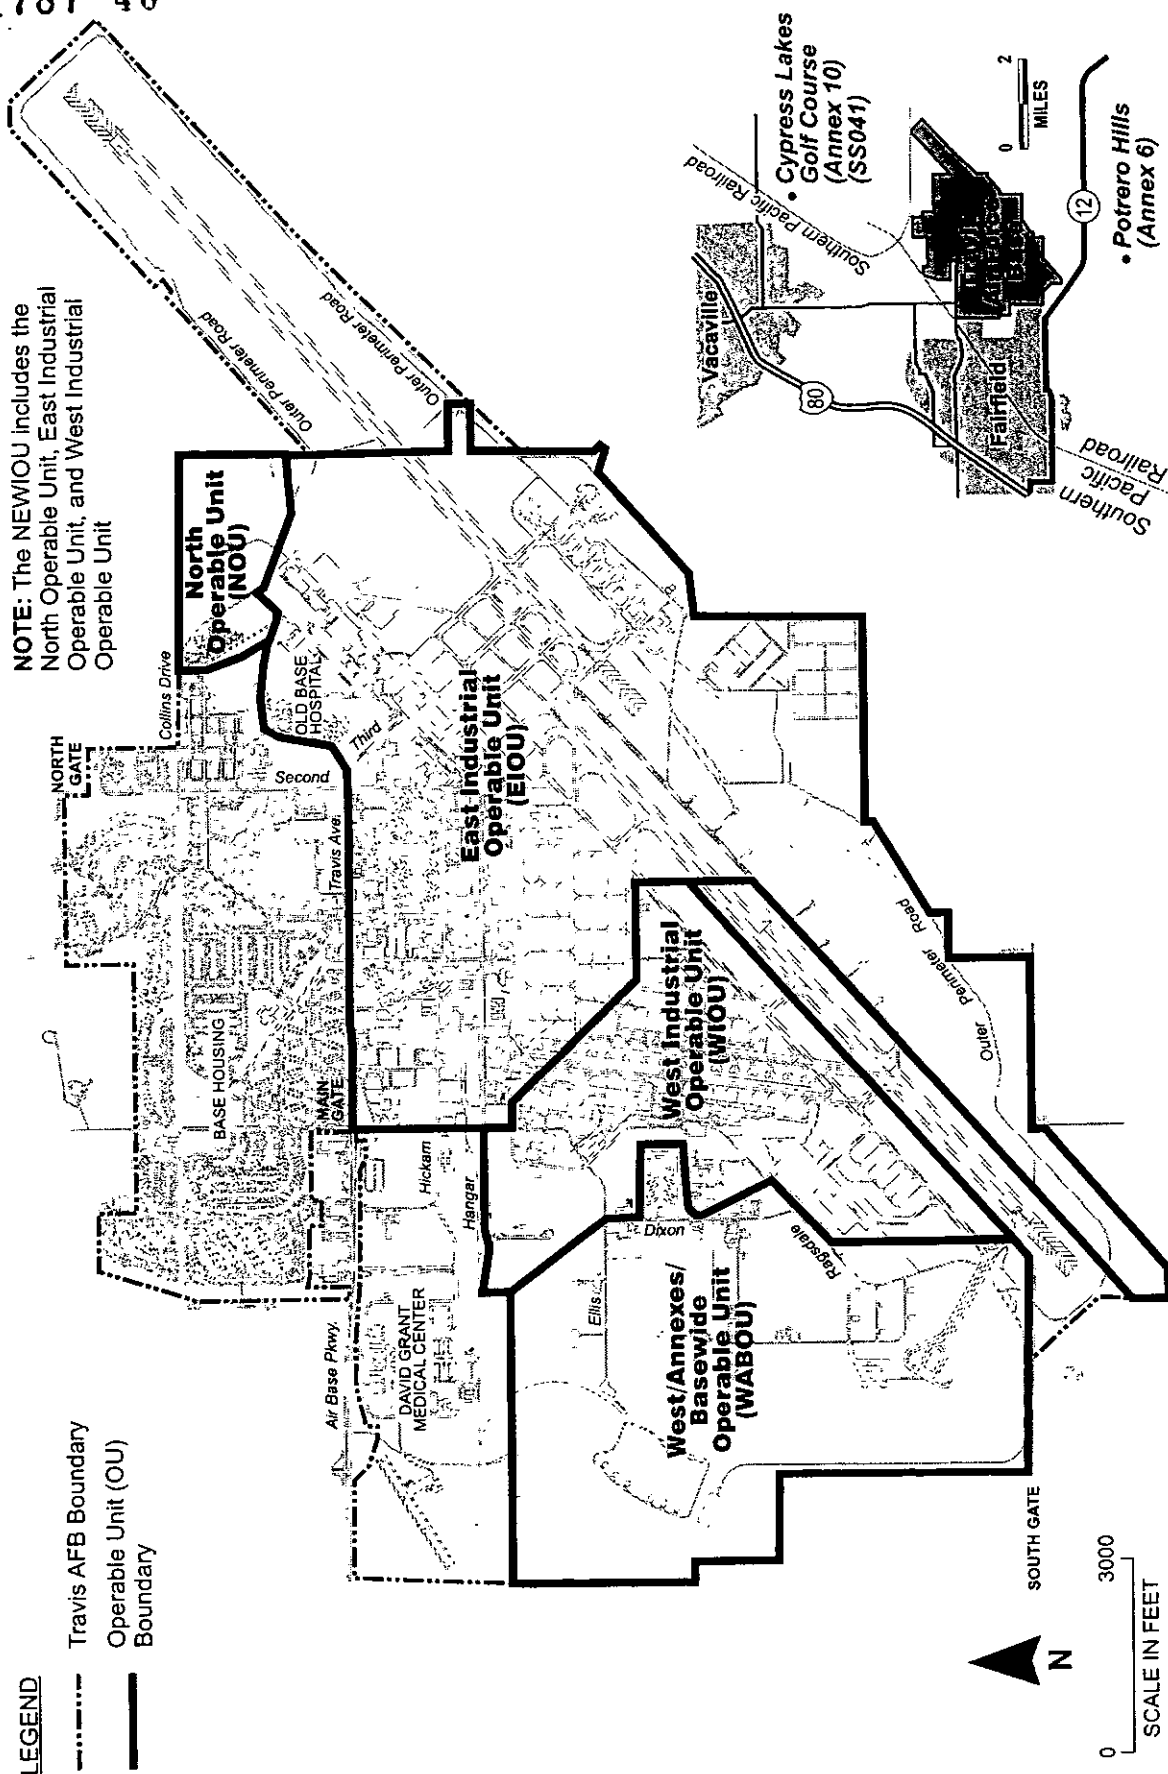 LEGEND
Travis AFB Boundary
Operable Unit (OU)
Boundary
NOTE: The NEWIOU includes the
North Operable Unit, East Industrial
Operable Unit, and West Industrial
Operable Unit
NORTH
GATE
Collins Drive
North
Operable Unit
(NOU)
Outer Perimeter Road
Outer Perimeter Road
OLD BASE
HOSPITAL
Second
Third
Travis Ave.
BASE HOUSING
MAIN
GATE
East Industrial
Operable Unit
(EIOU)
Air Base Pkwy.
DAVID GRANT
MEDICAL CENTER
Hickam
Hangar
Ellis
Dixon
Ragsdale
West Industrial
Operable Unit
(WIOU)
West/Annexes/
Basewide
Operable Unit
(WABOU)
Outer Perimeter Road
SOUTH GATE
N
0 3000
SCALE IN FEET
Vacaville
80
Fairfield
Southern Pacific Railroad
Southern
Pacific
Railroad
• Cypress Lakes
Golf Course
(Annex 10)
(SS041)
TRAVIS
AIR FORCE
BASE
0 2
MILES
12
• Potrero Hills
(Annex 6)